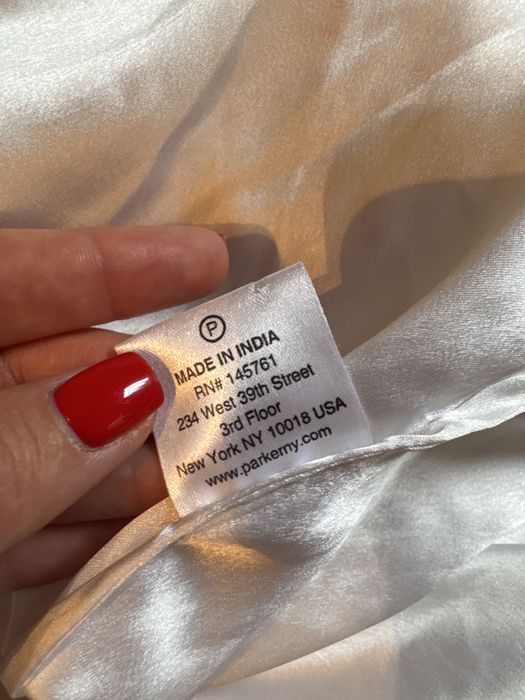 Ⓟ
MADE IN INDIA
RN# 145761
234 West 39th Street
3rd Floor
New York NY 10018 USA
www.parkerny.com